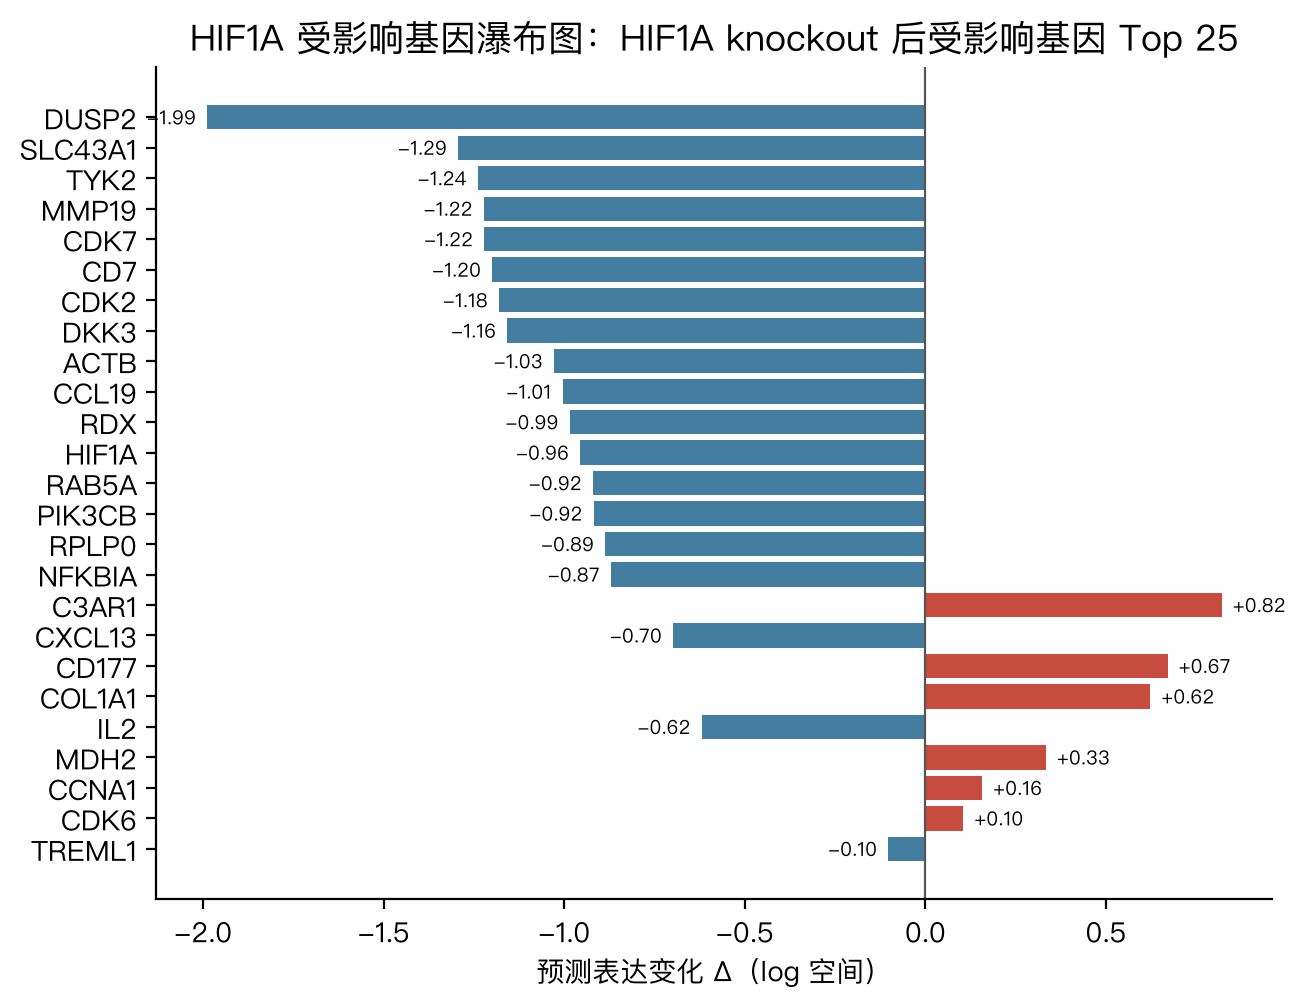 HIF1A 受影响基因瀑布图：HIF1A knockout 后受影响基因 Top 25
DUSP2 −1.99
SLC43A1 −1.29
TYK2 −1.24
MMP19 −1.22
CDK7 −1.22
CD7 −1.20
CDK2 −1.18
DKK3 −1.16
ACTB −1.03
CCL19 −1.01
RDX −0.99
HIF1A −0.96
RAB5A −0.92
PIK3CB −0.92
RPLP0 −0.89
NFKBIA −0.87
C3AR1 +0.82
CXCL13 −0.70
CD177 +0.67
COL1A1 +0.62
IL2 −0.62
MDH2 +0.33
CCNA1 +0.16
CDK6 +0.10
TREML1 −0.10
−2.0 −1.5 −1.0 −0.5 0.0 0.5
预测表达变化 Δ（log 空间）